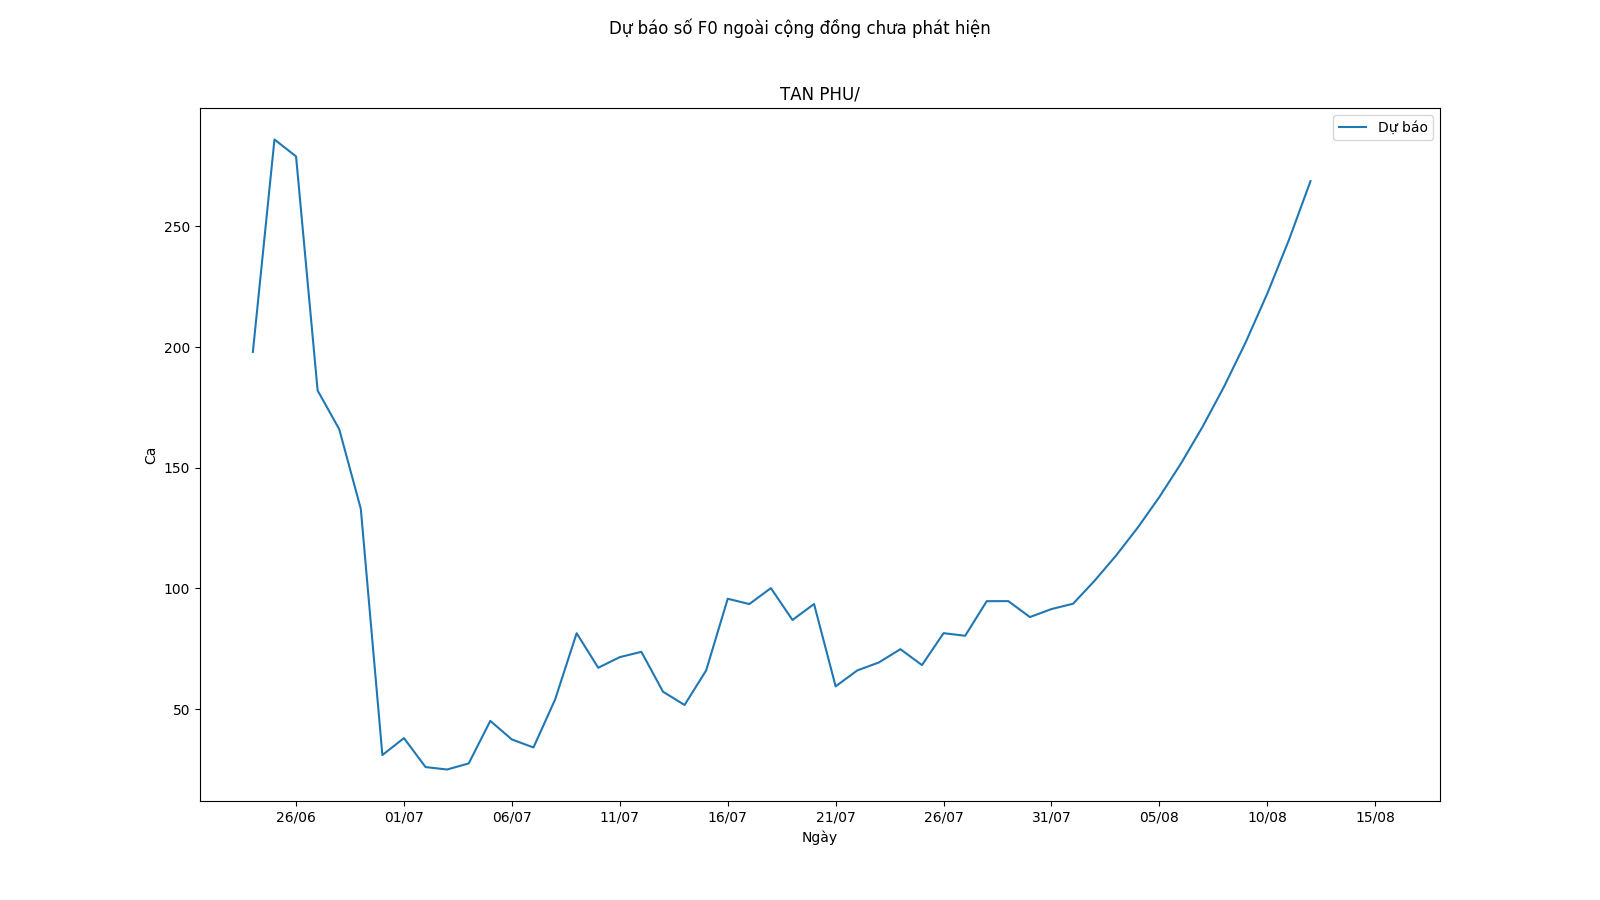 Dự báo số F0 ngoài cộng đồng chưa phát hiện
TAN PHU/
Dự báo
250
200
150
100
50
Ca
26/06 01/07 06/07 11/07 16/07 21/07 26/07 31/07 05/08 10/08 15/08
Ngày